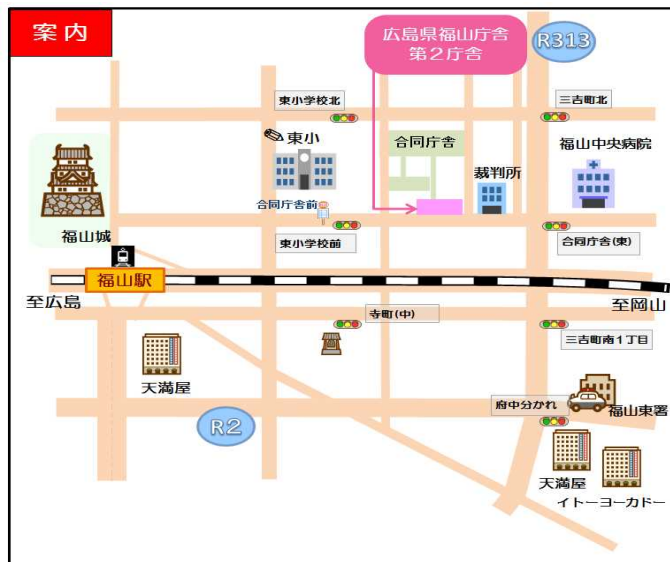 案内
広島県福山庁舎
第２庁舎
R313
東小学校北
三吉町北
東小
合同庁舎
裁判所
福山中央病院
合同庁舎前
福山城
東小学校前
合同庁舎(東)
福山駅
至広島
至岡山
寺町(中)
三吉町南１丁目
天満屋
府中分かれ
福山東署
R2
天満屋
イトーヨーカドー